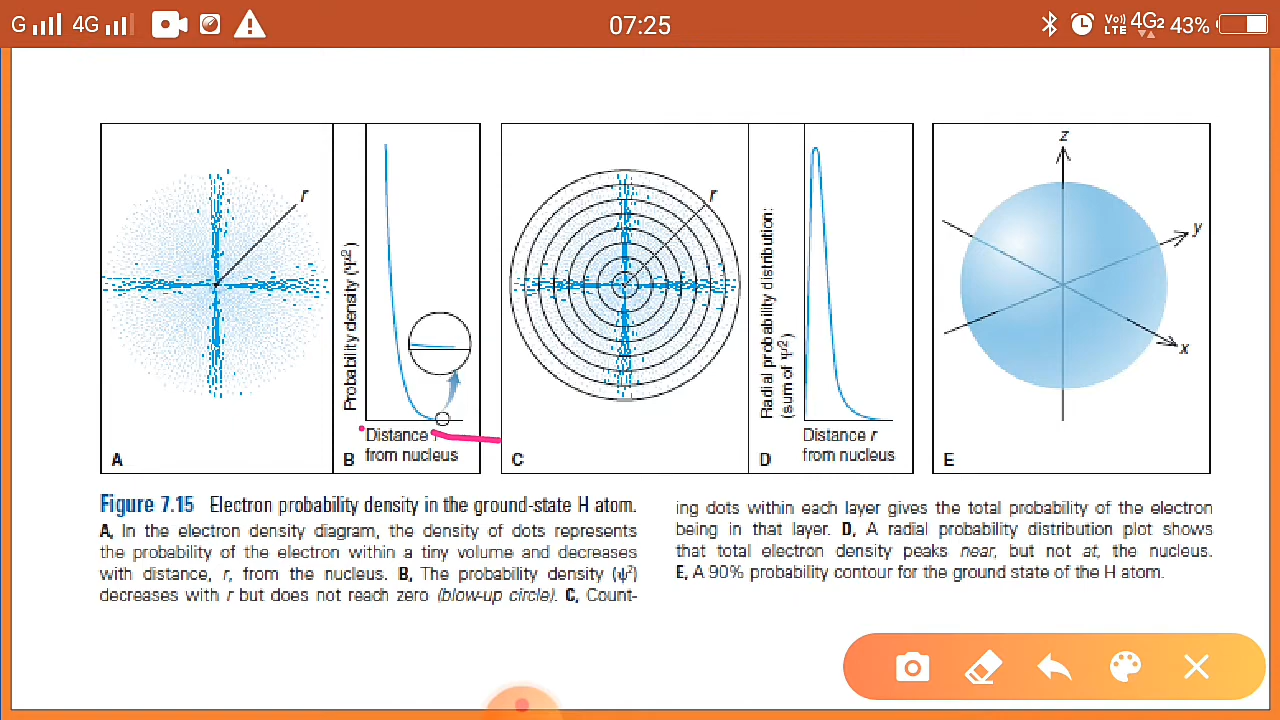 G 4G 07:25 Vo)) LTE 4G2 43%
r
Probability density (Ψ²)
Distance r
from nucleus
A
B
r
Radial probability distribution:
(sum of Ψ²)
Distance r
from nucleus
C
D
z
y
x
E
Figure 7.15 Electron probability density in the ground-state H atom.
A, In the electron density diagram, the density of dots represents
the probability of the electron within a tiny volume and decreases
with distance, r, from the nucleus. B, The probability density (ψ²)
decreases with r but does not reach zero (blow-up circle). C, Count-
ing dots within each layer gives the total probability of the electron
being in that layer. D, A radial probability distribution plot shows
that total electron density peaks near, but not at, the nucleus.
E, A 90% probability contour for the ground state of the H atom.